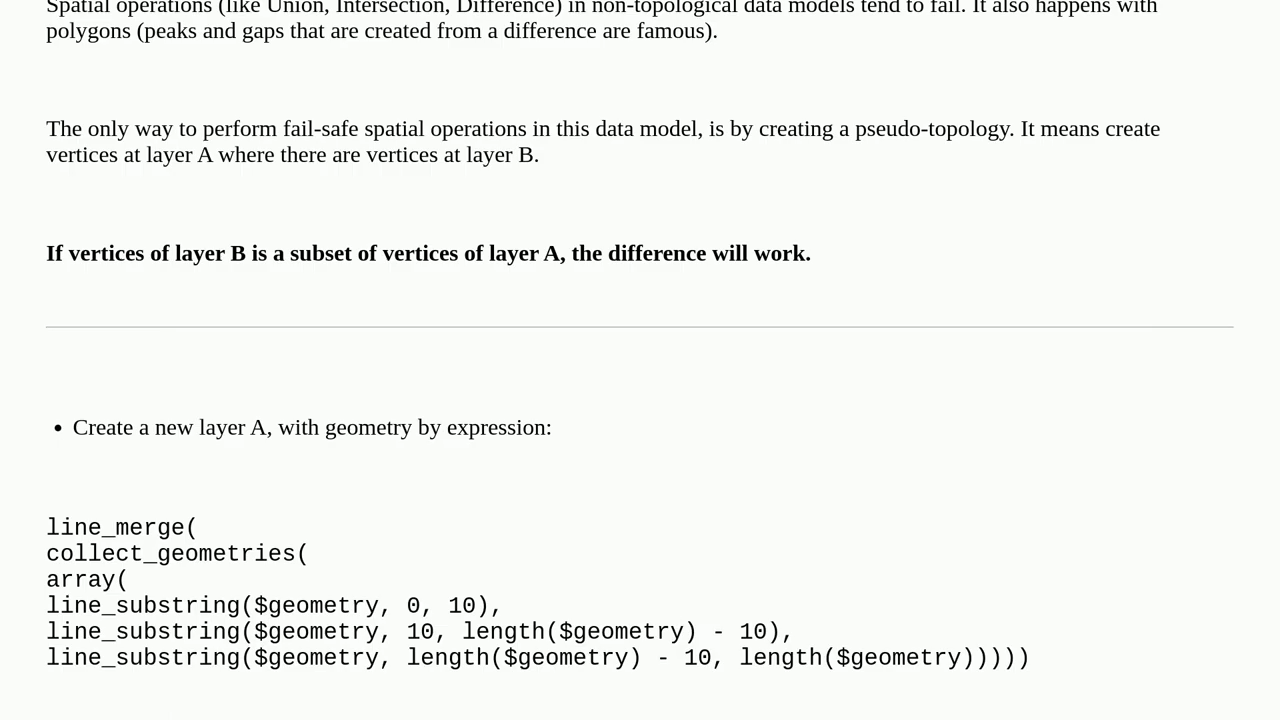 Spatial operations (like Union, Intersection, Difference) in non-topological data models tend to fail. It also happens with
polygons (peaks and gaps that are created from a difference are famous).
The only way to perform fail-safe spatial operations in this data model, is by creating a pseudo-topology. It means create
vertices at layer A where there are vertices at layer B.
If vertices of layer B is a subset of vertices of layer A, the difference will work.
• Create a new layer A, with geometry by expression:
line_merge(
collect_geometries(
array(
line_substring($geometry, 0, 10),
line_substring($geometry, 10, length($geometry) - 10),
line_substring($geometry, length($geometry) - 10, length($geometry)))))